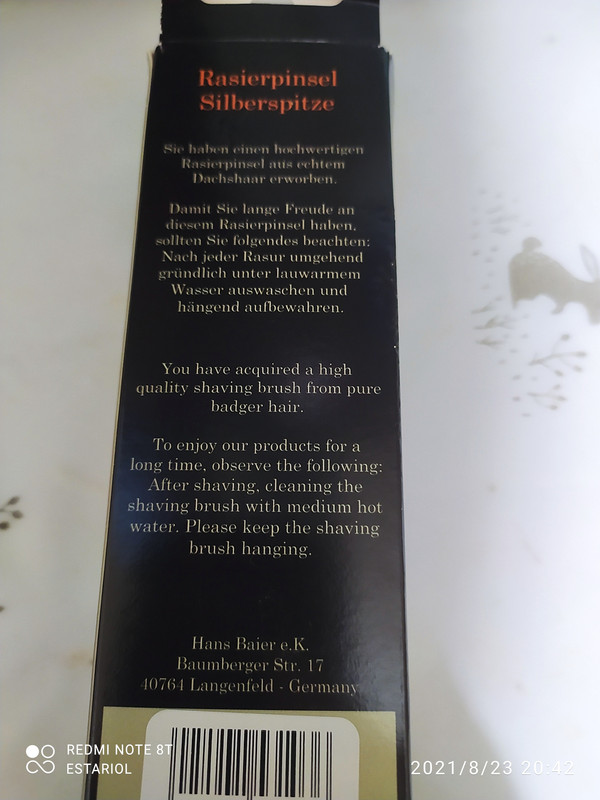 Rasierpinsel
Silberspitze
Sie haben einen hochwertigen
Rasierpinsel aus echtem
Dachshaar erworben.
Damit Sie lange Freude an
diesem Rasierpinsel haben,
sollten Sie folgendes beachten:
Nach jeder Rasur umgehend
gründlich unter lauwarmem
Wasser auswaschen und
hängend aufbewahren.
You have acquired a high
quality shaving brush from pure
badger hair.
To enjoy our products for a
long time, observe the following:
After shaving, cleaning the
shaving brush with medium hot
water. Please keep the shaving
brush hanging.
Hans Baier e.K.
Baumberger Str. 17
40764 Langenfeld - Germany
REDMI NOTE 8T
ESTARIOL
2021/8/23 20:42